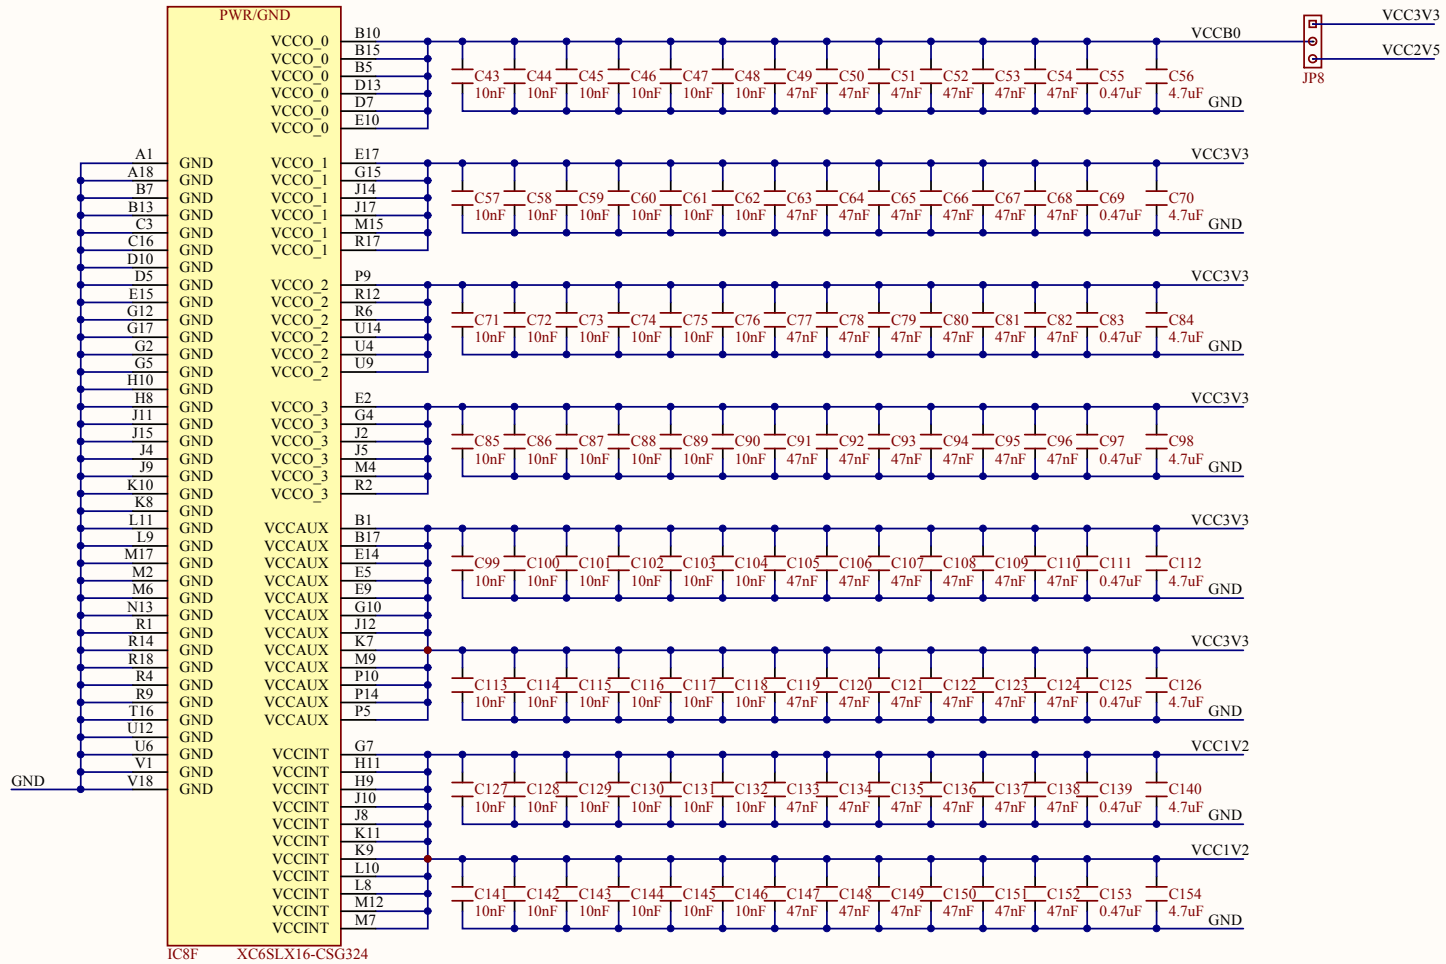 PWR/GND
VCC3V3
VCCO_0 B10 VCCB0
VCCO_0 B15 VCC2V5
VCCO_0 B5 C43 C44 C45 C46 C47 C48 C49 C50 C51 C52 C53 C54 C55 C56 JP8
VCCO_0 D13 10nF 10nF 10nF 10nF 10nF 10nF 47nF 47nF 47nF 47nF 47nF 47nF 0.47uF 4.7uF
VCCO_0 D7 GND
VCCO_0 E10
A1 GND VCCO_1 E17 VCC3V3
A18 GND VCCO_1 G15
B7 GND VCCO_1 J14 C57 C58 C59 C60 C61 C62 C63 C64 C65 C66 C67 C68 C69 C70
B13 GND VCCO_1 J17 10nF 10nF 10nF 10nF 10nF 10nF 47nF 47nF 47nF 47nF 47nF 47nF 0.47uF 4.7uF
C3 GND VCCO_1 M15 GND
C16 GND VCCO_1 R17
D10 GND
D5 GND VCCO_2 P9 VCC3V3
E15 GND VCCO_2 R12
G12 GND VCCO_2 R6 C71 C72 C73 C74 C75 C76 C77 C78 C79 C80 C81 C82 C83 C84
G17 GND VCCO_2 U14 10nF 10nF 10nF 10nF 10nF 10nF 47nF 47nF 47nF 47nF 47nF 47nF 0.47uF 4.7uF
G2 GND VCCO_2 U4 GND
G5 GND VCCO_2 U9
H10 GND
H8 GND VCCO_3 E2 VCC3V3
J11 GND VCCO_3 G4
J15 GND VCCO_3 J2 C85 C86 C87 C88 C89 C90 C91 C92 C93 C94 C95 C96 C97 C98
J4 GND VCCO_3 J5 10nF 10nF 10nF 10nF 10nF 10nF 47nF 47nF 47nF 47nF 47nF 47nF 0.47uF 4.7uF
J9 GND VCCO_3 M4 GND
K10 GND VCCO_3 R2
K8 GND
L11 GND VCCAUX B1 VCC3V3
L9 GND VCCAUX B17
M17 GND VCCAUX E14 C99 C100 C101 C102 C103 C104 C105 C106 C107 C108 C109 C110 C111 C112
M2 GND VCCAUX E5 10nF 10nF 10nF 10nF 10nF 10nF 47nF 47nF 47nF 47nF 47nF 47nF 0.47uF 4.7uF
M6 GND VCCAUX E9 GND
N13 GND VCCAUX G10
R1 GND VCCAUX J12
R14 GND VCCAUX K7 VCC3V3
R18 GND VCCAUX M9
R4 GND VCCAUX P10 C113 C114 C115 C116 C117 C118 C119 C120 C121 C122 C123 C124 C125 C126
R9 GND VCCAUX P14 10nF 10nF 10nF 10nF 10nF 10nF 47nF 47nF 47nF 47nF 47nF 47nF 0.47uF 4.7uF
T16 GND VCCAUX P5 GND
U12 GND
U6 GND VCCINT G7 VCC1V2
V1 GND VCCINT H11
GND V18 GND VCCINT H9 C127 C128 C129 C130 C131 C132 C133 C134 C135 C136 C137 C138 C139 C140
VCCINT J10 10nF 10nF 10nF 10nF 10nF 10nF 47nF 47nF 47nF 47nF 47nF 47nF 0.47uF 4.7uF
VCCINT J8 GND
VCCINT K11
VCCINT K9 VCC1V2
VCCINT L10
VCCINT L8 C141 C142 C143 C144 C145 C146 C147 C148 C149 C150 C151 C152 C153 C154
VCCINT M12 10nF 10nF 10nF 10nF 10nF 10nF 47nF 47nF 47nF 47nF 47nF 47nF 0.47uF 4.7uF
VCCINT M7 GND
IC8F XC6SLX16-CSG324